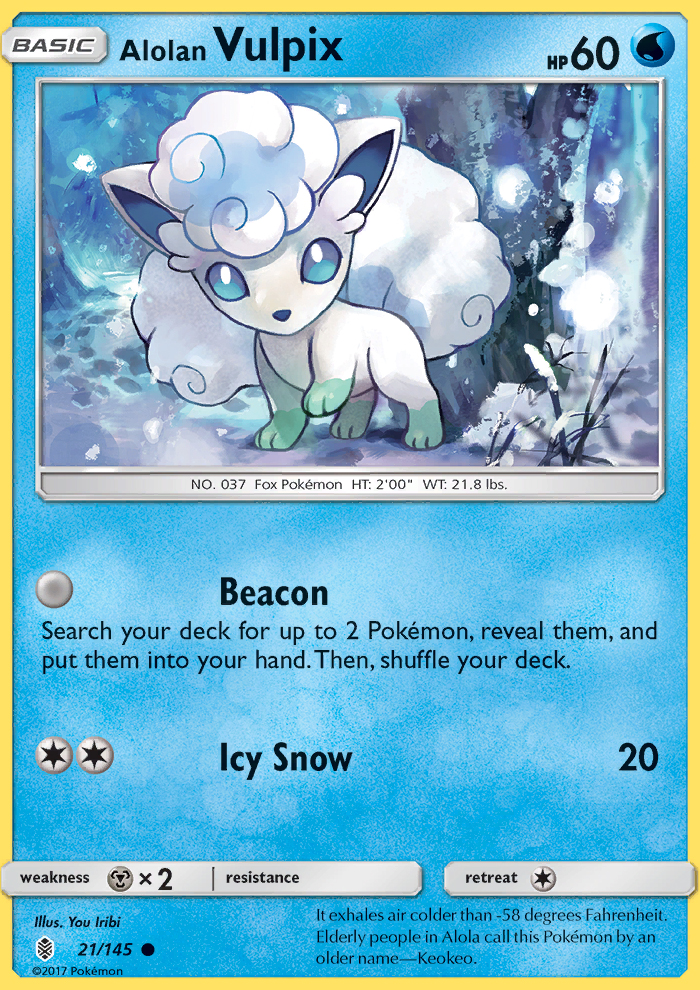 BASIC Alolan Vulpix HP60
NO. 037 Fox Pokémon HT: 2'00" WT: 21.8 lbs.
Beacon
Search your deck for up to 2 Pokémon, reveal them, and
put them into your hand. Then, shuffle your deck.
Icy Snow 20
weakness ×2 resistance retreat
Illus. You Iribi
21/145
©2017 Pokémon
It exhales air colder than -58 degrees Fahrenheit.
Elderly people in Alola call this Pokémon by an
older name—Keokeo.